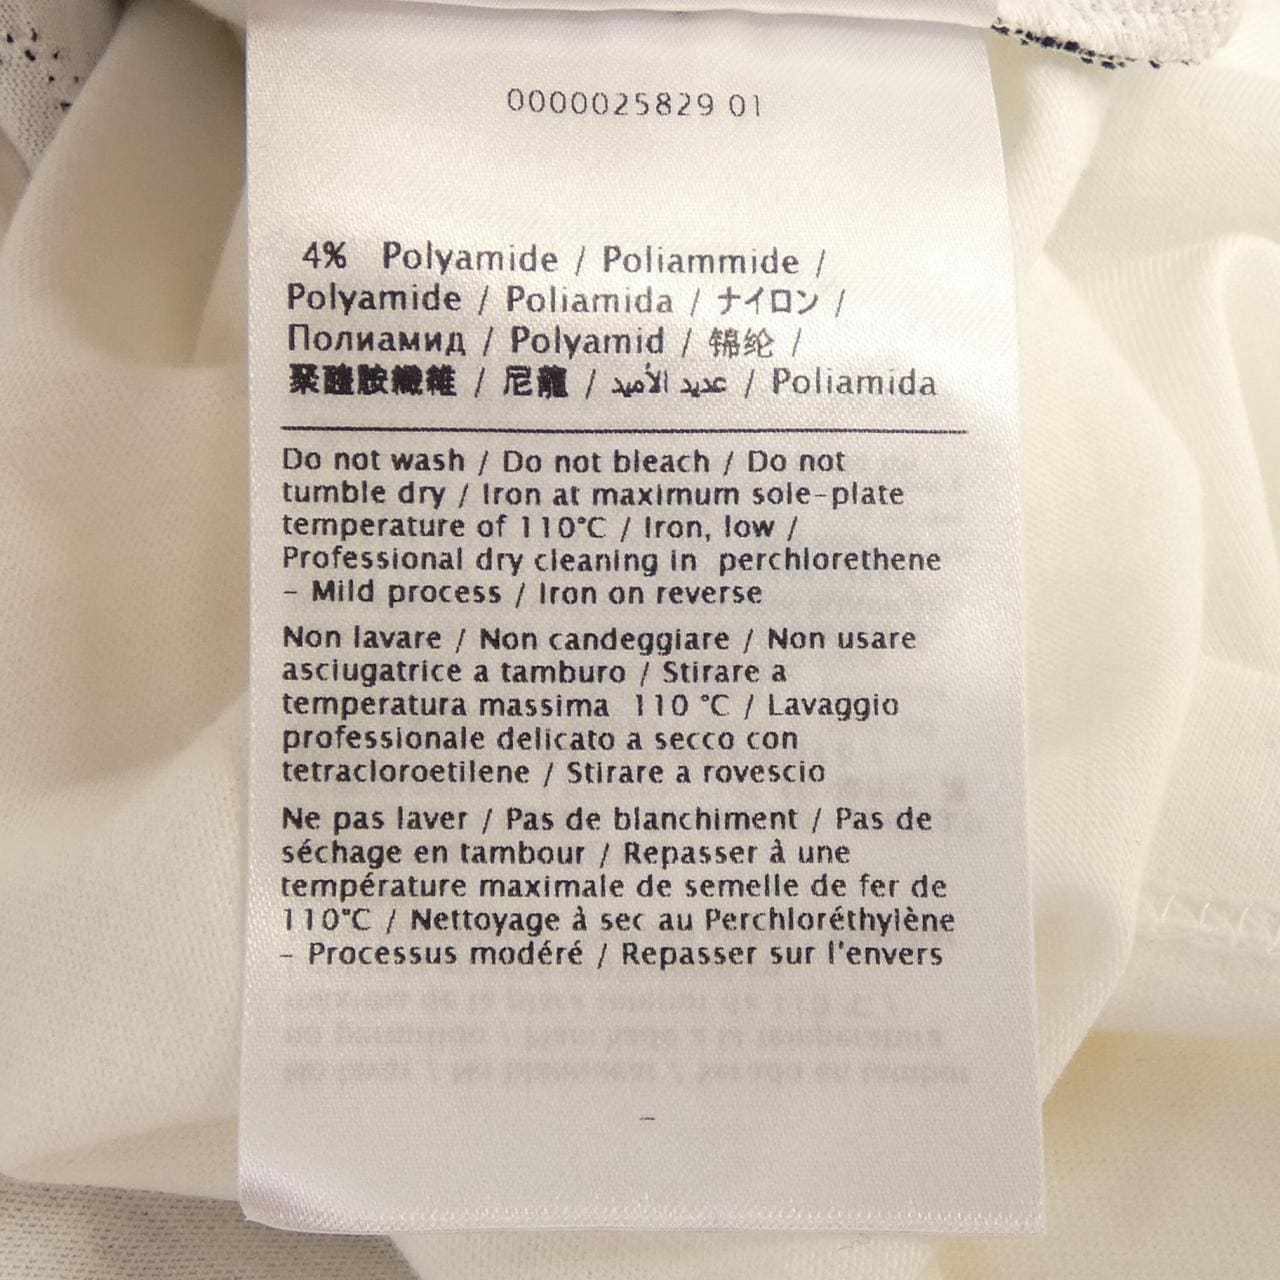 0000025829 01
4% Polyamide / Poliammide /
Polyamide / Poliamida / ナイロン /
Полиамид / Polyamid / 锦纶 /
聚醯胺纖維 / 尼龍 / عديد الأميد / Poliamida
Do not wash / Do not bleach / Do not
tumble dry / Iron at maximum sole-plate
temperature of 110°C / Iron, low /
Professional dry cleaning in perchlorethene
- Mild process / Iron on reverse
Non lavare / Non candeggiare / Non usare
asciugatrice a tamburo / Stirare a
temperatura massima 110 °C / Lavaggio
professionale delicato a secco con
tetracloroetilene / Stirare a rovescio
Ne pas laver / Pas de blanchiment / Pas de
séchage en tambour / Repasser à une
température maximale de semelle de fer de
110°C / Nettoyage à sec au Perchloréthylène
- Processus modéré / Repasser sur l'envers